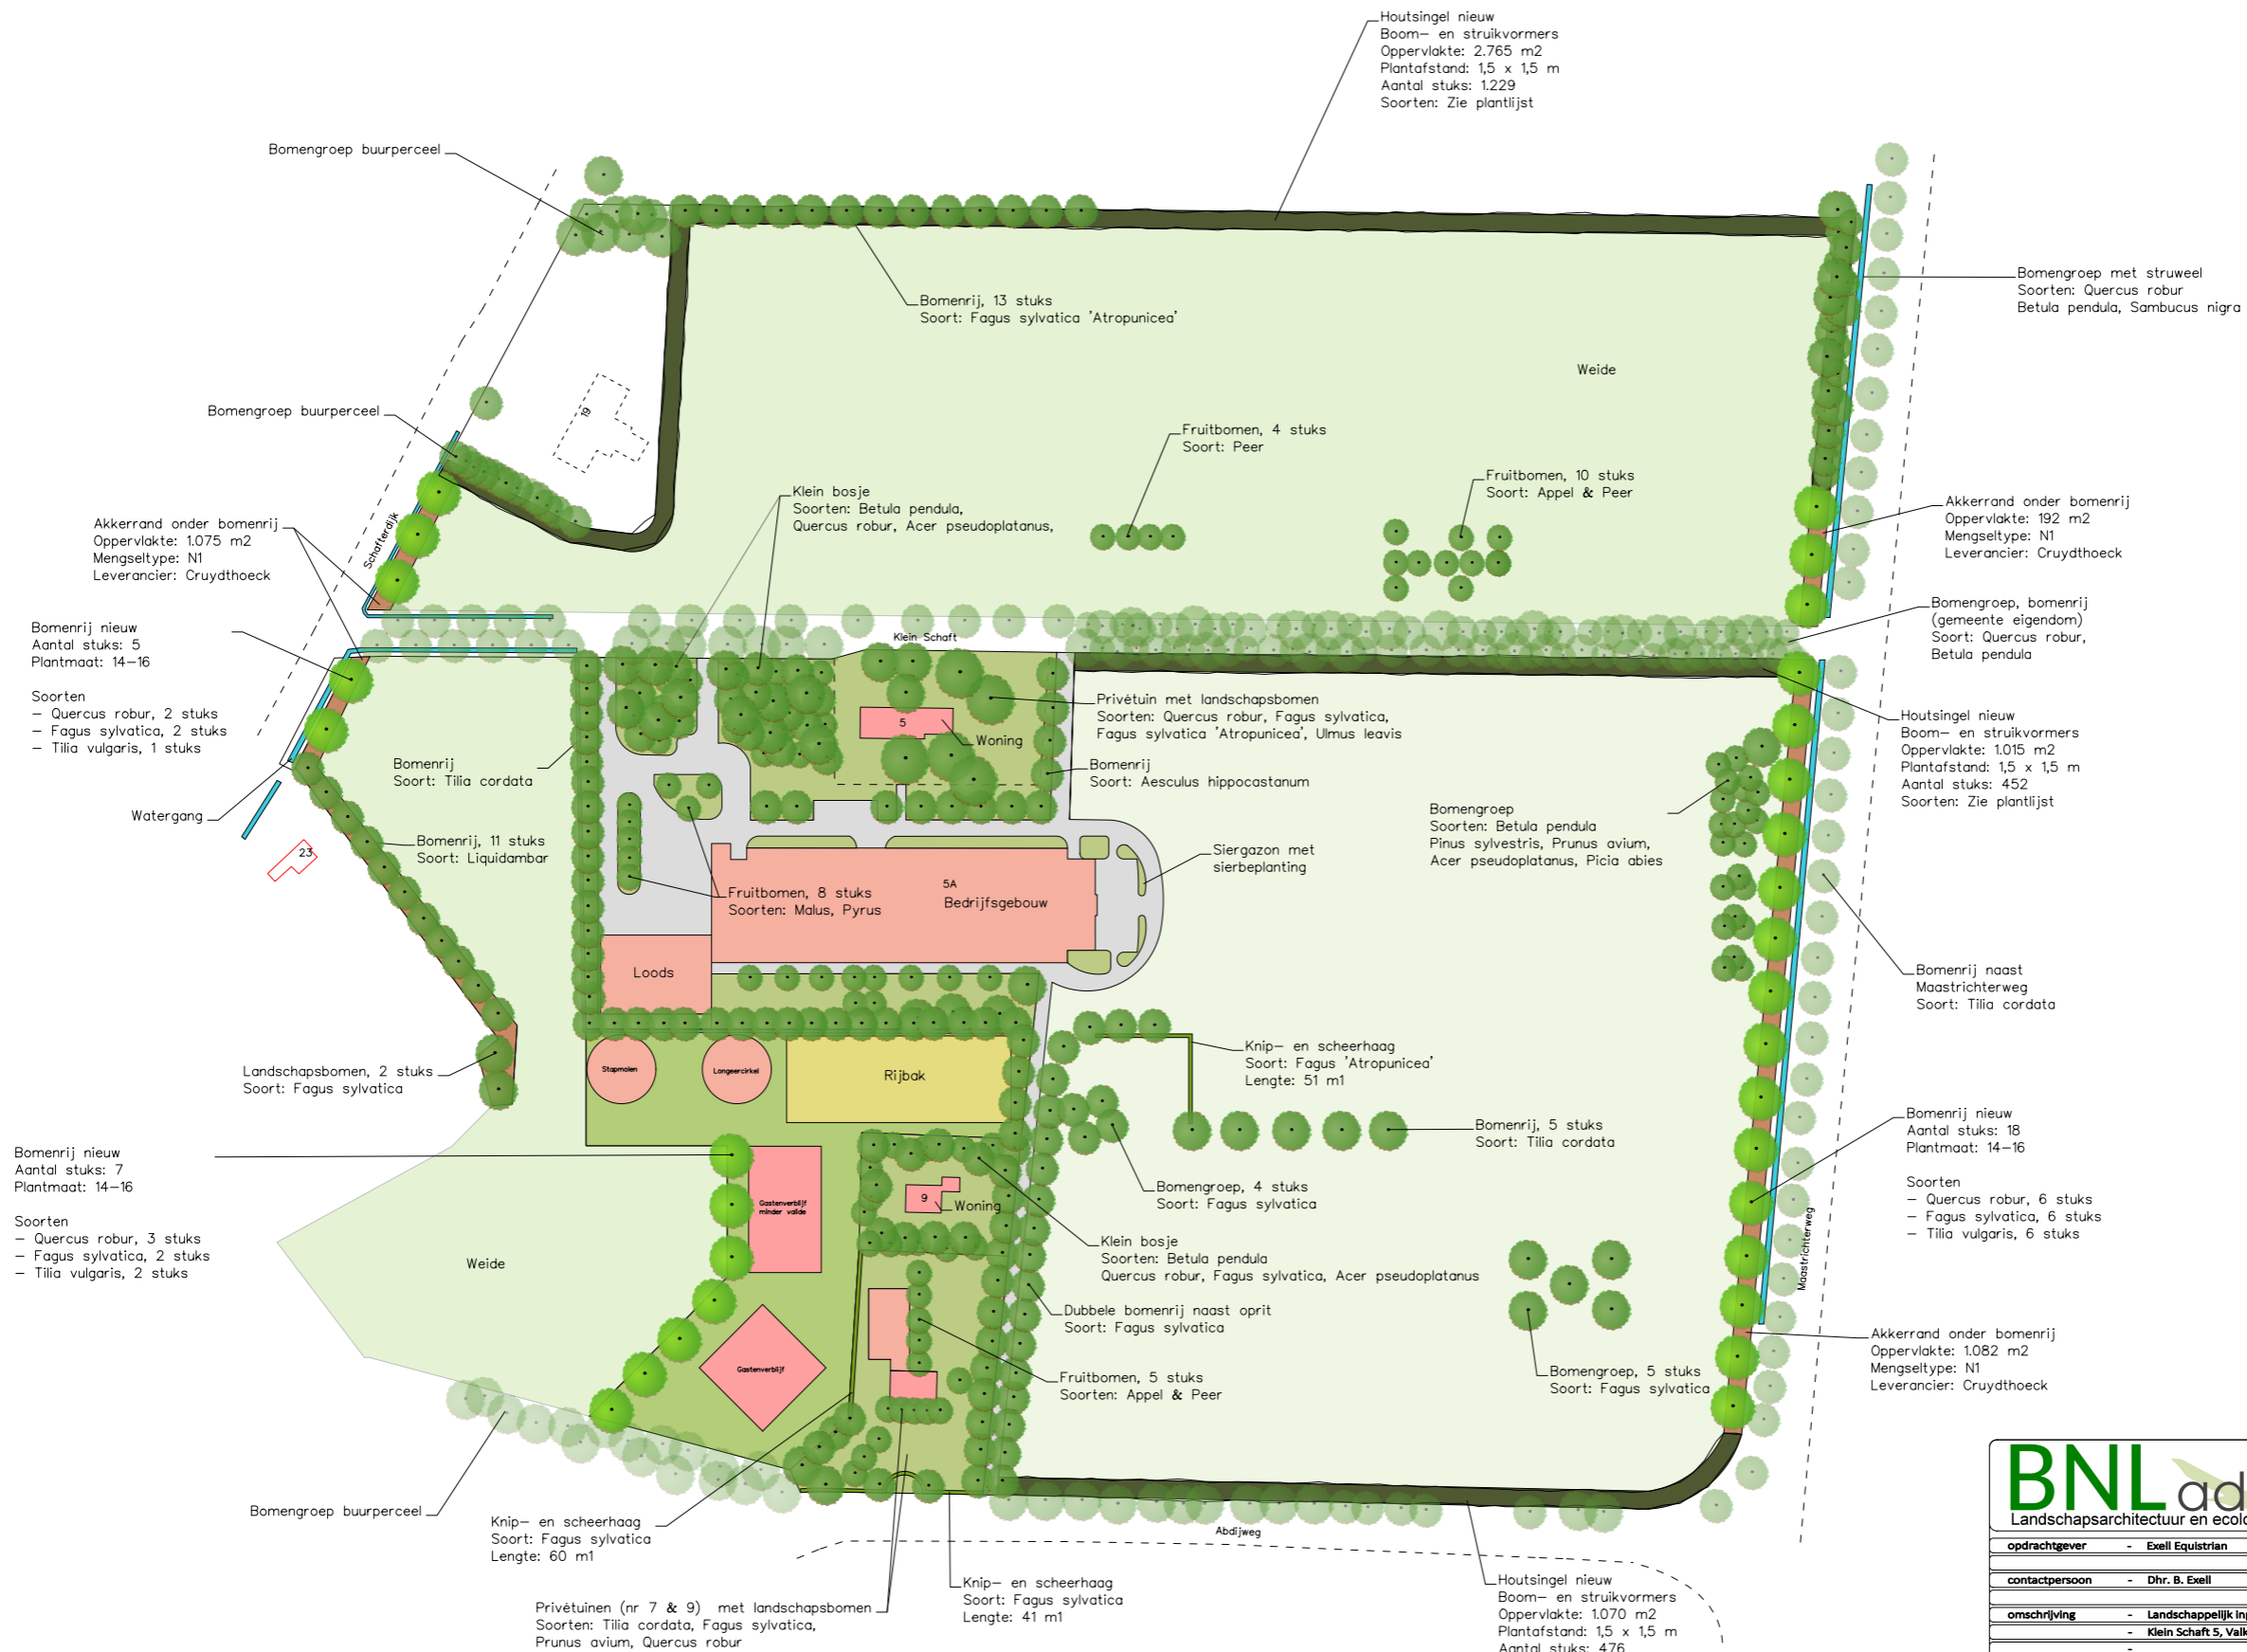 Houtsingel nieuw
Boom- en struikvormers
Oppervlakte: 2.765 m2
Plantafstand: 1,5 x 1,5 m
Aantal stuks: 1.229
Soorten: Zie plantlijst
Bomengroep buurperceel
Bomengroep met struweel
Soorten: Quercus robur
Betula pendula, Sambucus nigra
Bomenrij, 13 stuks
Soort: Fagus sylvatica 'Atropunicea'
Weide
19
Bomengroep buurperceel
Fruitbomen, 4 stuks
Soort: Peer
Fruitbomen, 10 stuks
Soort: Appel & Peer
Klein bosje
Soorten: Betula pendula,
Quercus robur, Acer pseudoplatanus,
Akkerrand onder bomenrij
Oppervlakte: 1.075 m2
Mengseltype: N1
Leverancier: Cruydthoeck
Schafterdijk
Akkerrand onder bomenrij
Oppervlakte: 192 m2
Mengseltype: N1
Leverancier: Cruydthoeck
Bomenrij nieuw
Aantal stuks: 5
Plantmaat: 14-16
Soorten
- Quercus robur, 2 stuks
- Fagus sylvatica, 2 stuks
- Tilia vulgaris, 1 stuks
Klein Schaft
Bomengroep, bomenrij
(gemeente eigendom)
Soort: Quercus robur,
Betula pendula
Privétuin met landschapsbomen
Soorten: Quercus robur, Fagus sylvatica,
Fagus sylvatica 'Atropunicea', Ulmus leavis
5
Woning
Houtsingel nieuw
Boom- en struikvormers
Oppervlakte: 1.015 m2
Plantafstand: 1,5 x 1,5 m
Aantal stuks: 452
Soorten: Zie plantlijst
Bomenrij
Soort: Tilia cordata
Bomenrij
Soort: Aesculus hippocastanum
Watergang
23
Bomenrij, 11 stuks
Soort: Liquidambar
Bomengroep
Soorten: Betula pendula
Pinus sylvestris, Prunus avium,
Acer pseudoplatanus, Picia abies
Siergazon met
sierbeplanting
Fruitbomen, 8 stuks
Soorten: Malus, Pyrus
5A
Bedrijfsgebouw
Loods
Bomenrij naast
Maastrichterweg
Soort: Tilia cordata
Landschapsbomen, 2 stuks
Soort: Fagus sylvatica
Stapmolen
Longeercirkel
Rijbak
Knip- en scheerhaag
Soort: Fagus 'Atropunicea'
Lengte: 51 m1
Bomenrij, 5 stuks
Soort: Tilia cordata
Bomenrij nieuw
Aantal stuks: 18
Plantmaat: 14-16
Soorten
- Quercus robur, 6 stuks
- Fagus sylvatica, 6 stuks
- Tilia vulgaris, 6 stuks
Bomenrij nieuw
Aantal stuks: 7
Plantmaat: 14-16
Soorten
- Quercus robur, 3 stuks
- Fagus sylvatica, 2 stuks
- Tilia vulgaris, 2 stuks
Weide
Gastenverblijf
minder valide
9
Woning
Bomengroep, 4 stuks
Soort: Fagus sylvatica
Klein bosje
Soorten: Betula pendula
Quercus robur, Fagus sylvatica, Acer pseudoplatanus
Maastrichterweg
Dubbele bomenrij naast oprit
Soort: Fagus sylvatica
Gastenverblijf
Fruitbomen, 5 stuks
Soorten: Appel & Peer
Bomengroep, 5 stuks
Soort: Fagus sylvatica
Akkerrand onder bomenrij
Oppervlakte: 1.082 m2
Mengseltype: N1
Leverancier: Cruydthoeck
Bomengroep buurperceel
Knip- en scheerhaag
Soort: Fagus sylvatica
Lengte: 60 m1
Abdijweg
Privétuinen (nr 7 & 9) met landschapsbomen
Soorten: Tilia cordata, Fagus sylvatica,
Prunus avium, Quercus robur
Knip- en scheerhaag
Soort: Fagus sylvatica
Lengte: 41 m1
Houtsingel nieuw
Boom- en struikvormers
Oppervlakte: 1.070 m2
Plantafstand: 1,5 x 1,5 m
Aantal stuks: 476
BNL ad
Landschapsarchitectuur en ecolo
opdrachtgever - Exell Equistrian
contactpersoon - Dhr. B. Exell
omschrijving - Landschappelijk inp
- Klein Schaft 5, Valk
-